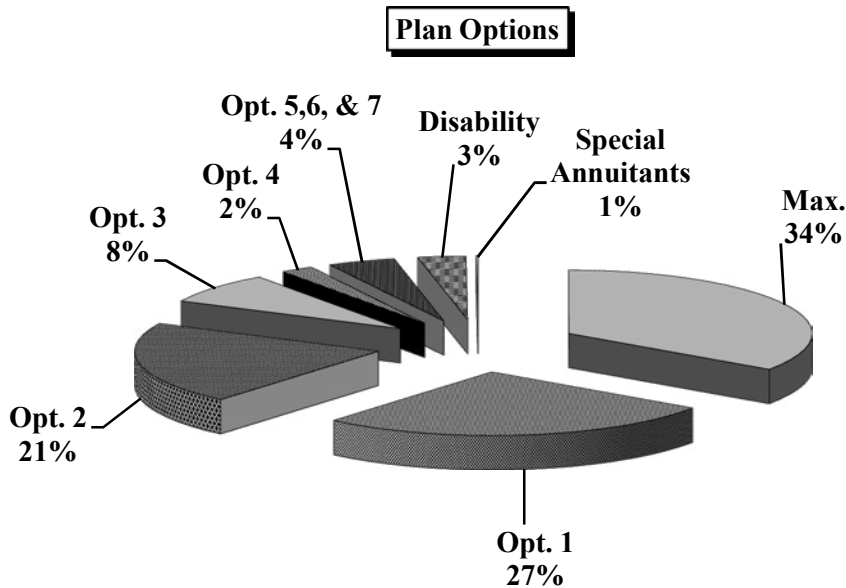 Plan Options
Opt. 5,6, & 7
4%
Disability
3%
Special
Annuitants
1%
Opt. 4
2%
Max.
34%
Opt. 3
8%
Opt. 2
21%
Opt. 1
27%